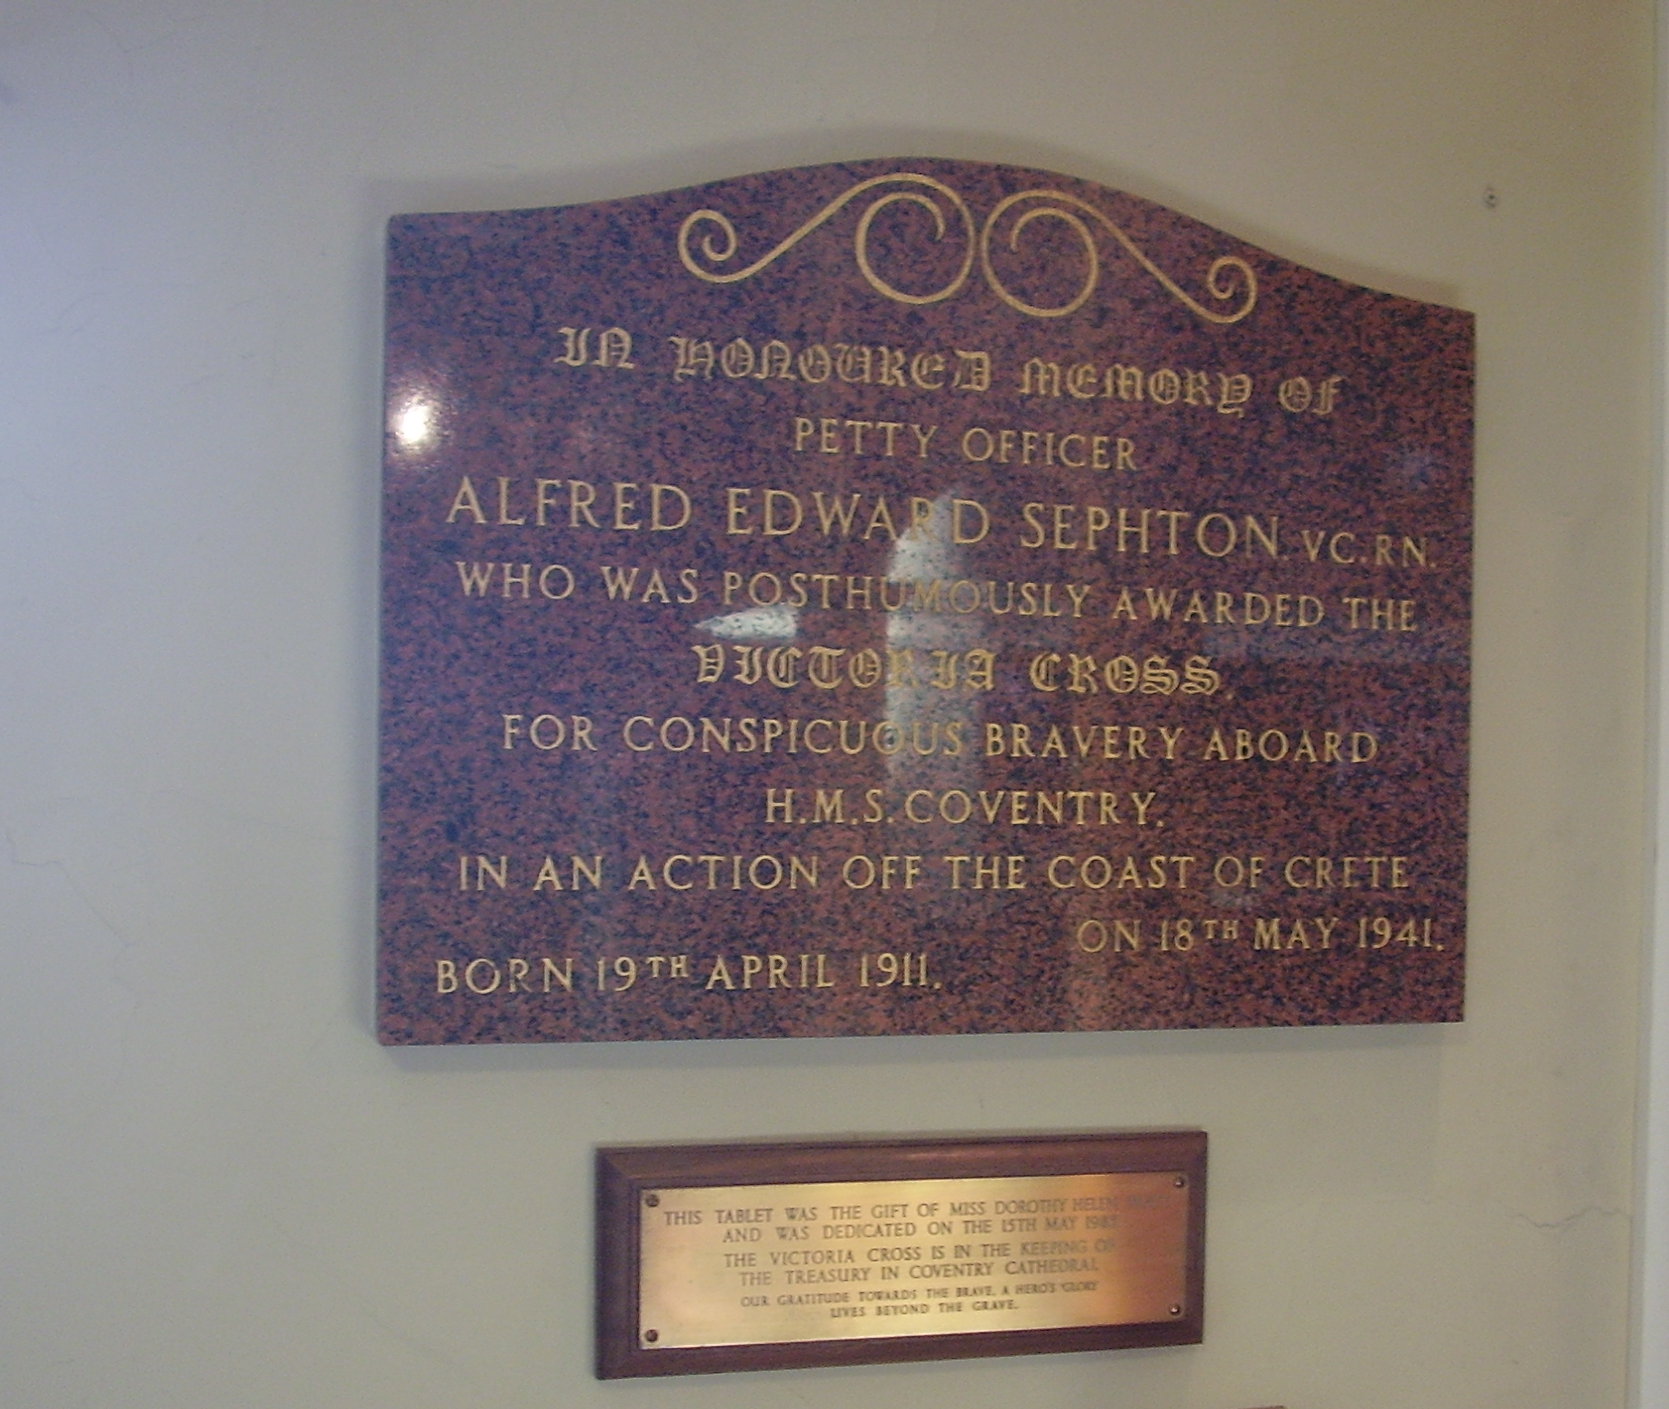 IN HONOURED MEMORY OF
PETTY OFFICER
ALFRED EDWARD SEPHTON. VC.RN.
WHO WAS POSTHUMOUSLY AWARDED THE
VICTORIA CROSS.
FOR CONSPICUOUS BRAVERY ABOARD
H.M.S. COVENTRY.
IN AN ACTION OFF THE COAST OF CRETE
ON 18TH MAY 1941.
BORN 19TH APRIL 1911.
THIS TABLET WAS THE GIFT OF MISS DOROTHY HELEN
AND WAS DEDICATED ON THE 15TH MAY
THE VICTORIA CROSS IS IN THE KEEPING OF
THE TREASURY IN COVENTRY CATHEDRAL
OUR GRATITUDE TOWARDS THE BRAVE. A HERO'S GLORY
LIVES BEYOND THE GRAVE.